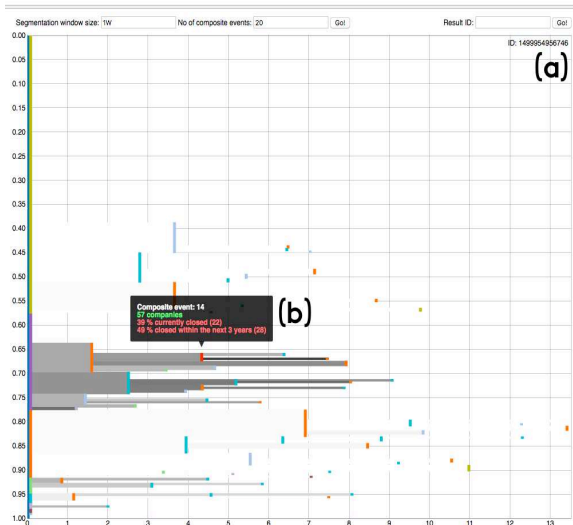 Segmentation window size: 1W No of composite events: 20 Go! Result ID: Go!
ID: 1499954956746
(a)
0.00
0.05
0.10
0.15
0.20
0.25
0.30
0.35
0.40
0.45
0.50
0.55
0.60
0.65
0.70
0.75
0.80
0.85
0.90
0.95
1.00
Composite event: 14
57 companies
39 % currently closed (22)
49 % closed within the next 3 years (28)
(b)
0 1 2 3 4 5 6 7 8 9 10 11 12 13